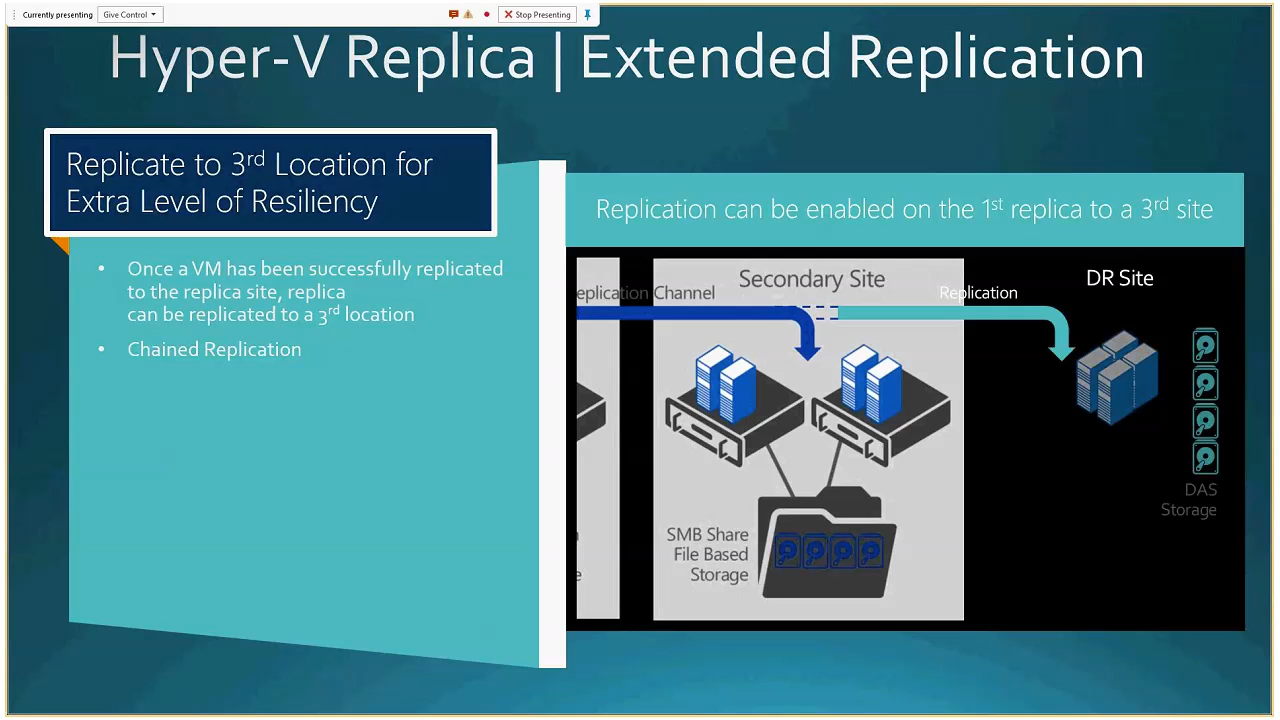 Currently presenting
Give Control
Stop Presenting
Hyper-V Replica | Extended Replication
Replicate to 3rd Location for
Extra Level of Resiliency
Once a VM has been successfully replicated
to the replica site, replica
can be replicated to a 3rd location
Chained Replication
Replication can be enabled on the 1st replica to a 3rd site
eplication Channel
Secondary Site
Replication
DR Site
SMB Share
File Based
Storage
DAS
Storage